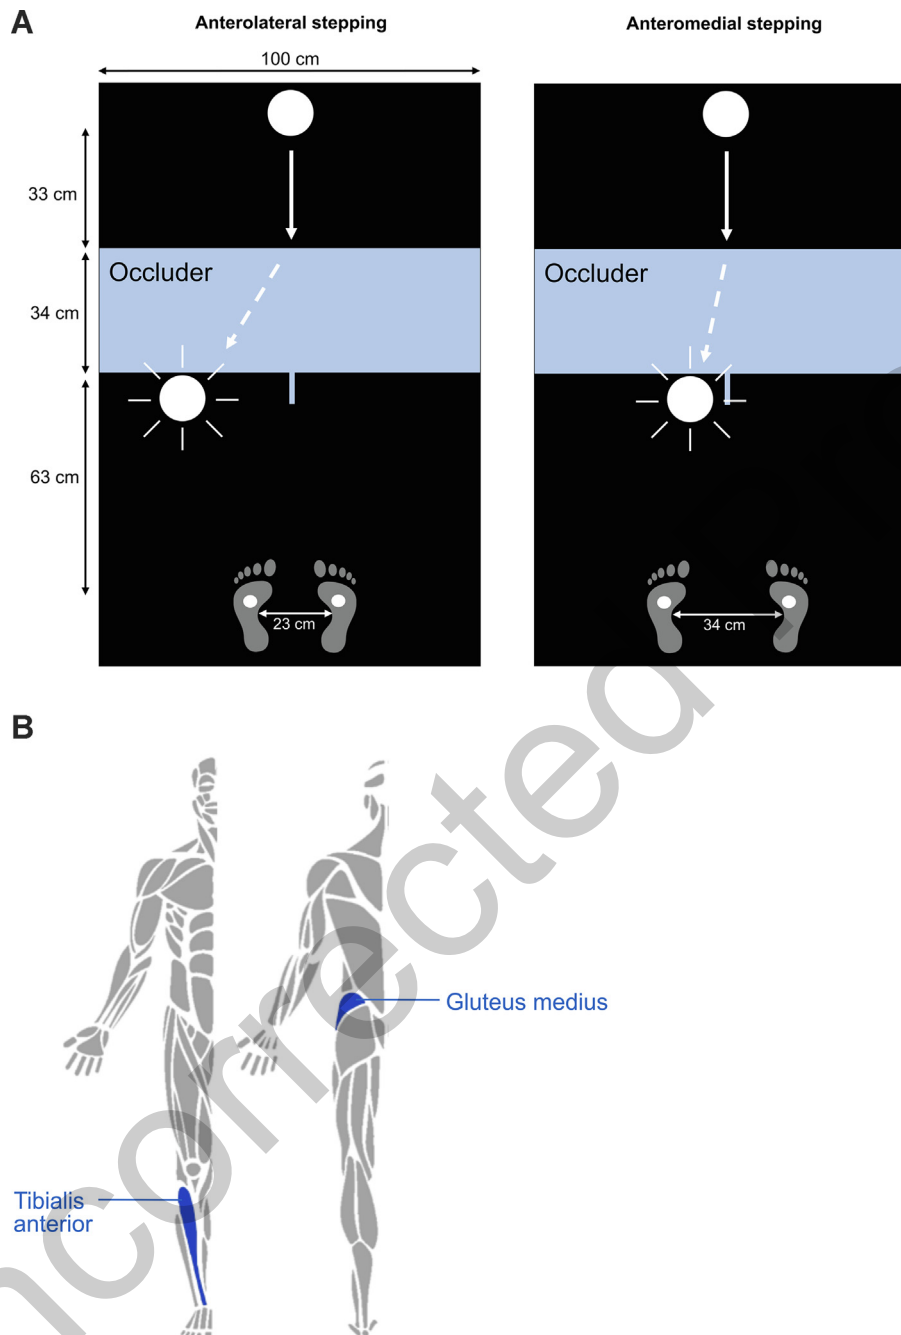 A
Anterolateral stepping
Anteromedial stepping
100 cm
33 cm
Occluder
Occluder
34 cm
63 cm
23 cm
34 cm
B
Gluteus medius
Tibialis
anterior